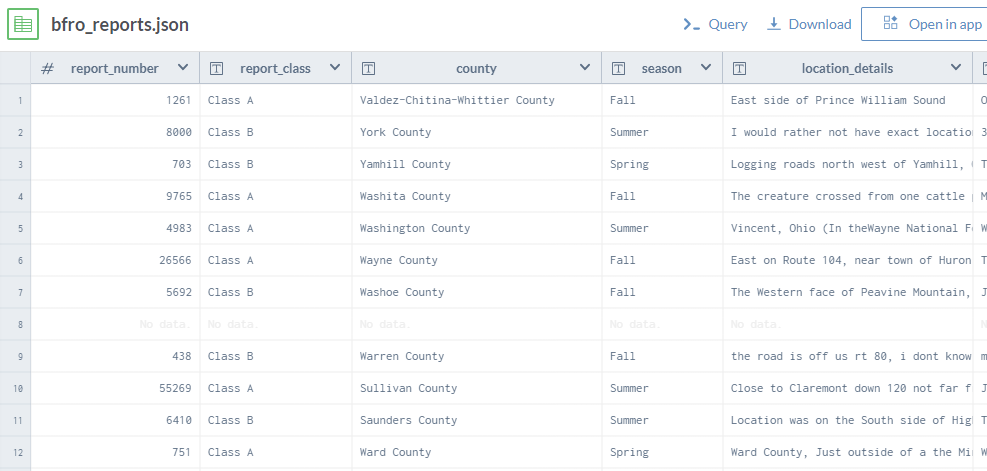 bfro_reports.json
>_ Query Download Open in app
# report_number report_class county season location_details
1 1261 Class A Valdez-Chitina-Whittier County Fall East side of Prince William Sound O
2 8000 Class B York County Summer I would rather not have exact locatio 3
3 703 Class B Yamhill County Spring Logging roads north west of Yamhill, T
4 9765 Class A Washita County Fall The creature crossed from one cattle M
5 4983 Class A Washington County Summer Vincent, Ohio (In theWayne National F W
6 26566 Class A Wayne County Fall East on Route 104, near town of Huron T
7 5692 Class B Washoe County Fall The Western face of Peavine Mountain, J
8 No data. No data. No data. No data. No data. N
9 438 Class B Warren County Fall the road is off us rt 80, i dont know m
10 55269 Class A Sullivan County Summer Close to Claremont down 120 not far f J
11 6410 Class B Saunders County Summer Location was on the South side of Hig T
12 751 Class A Ward County Spring Ward County, Just outside of a the Mi W